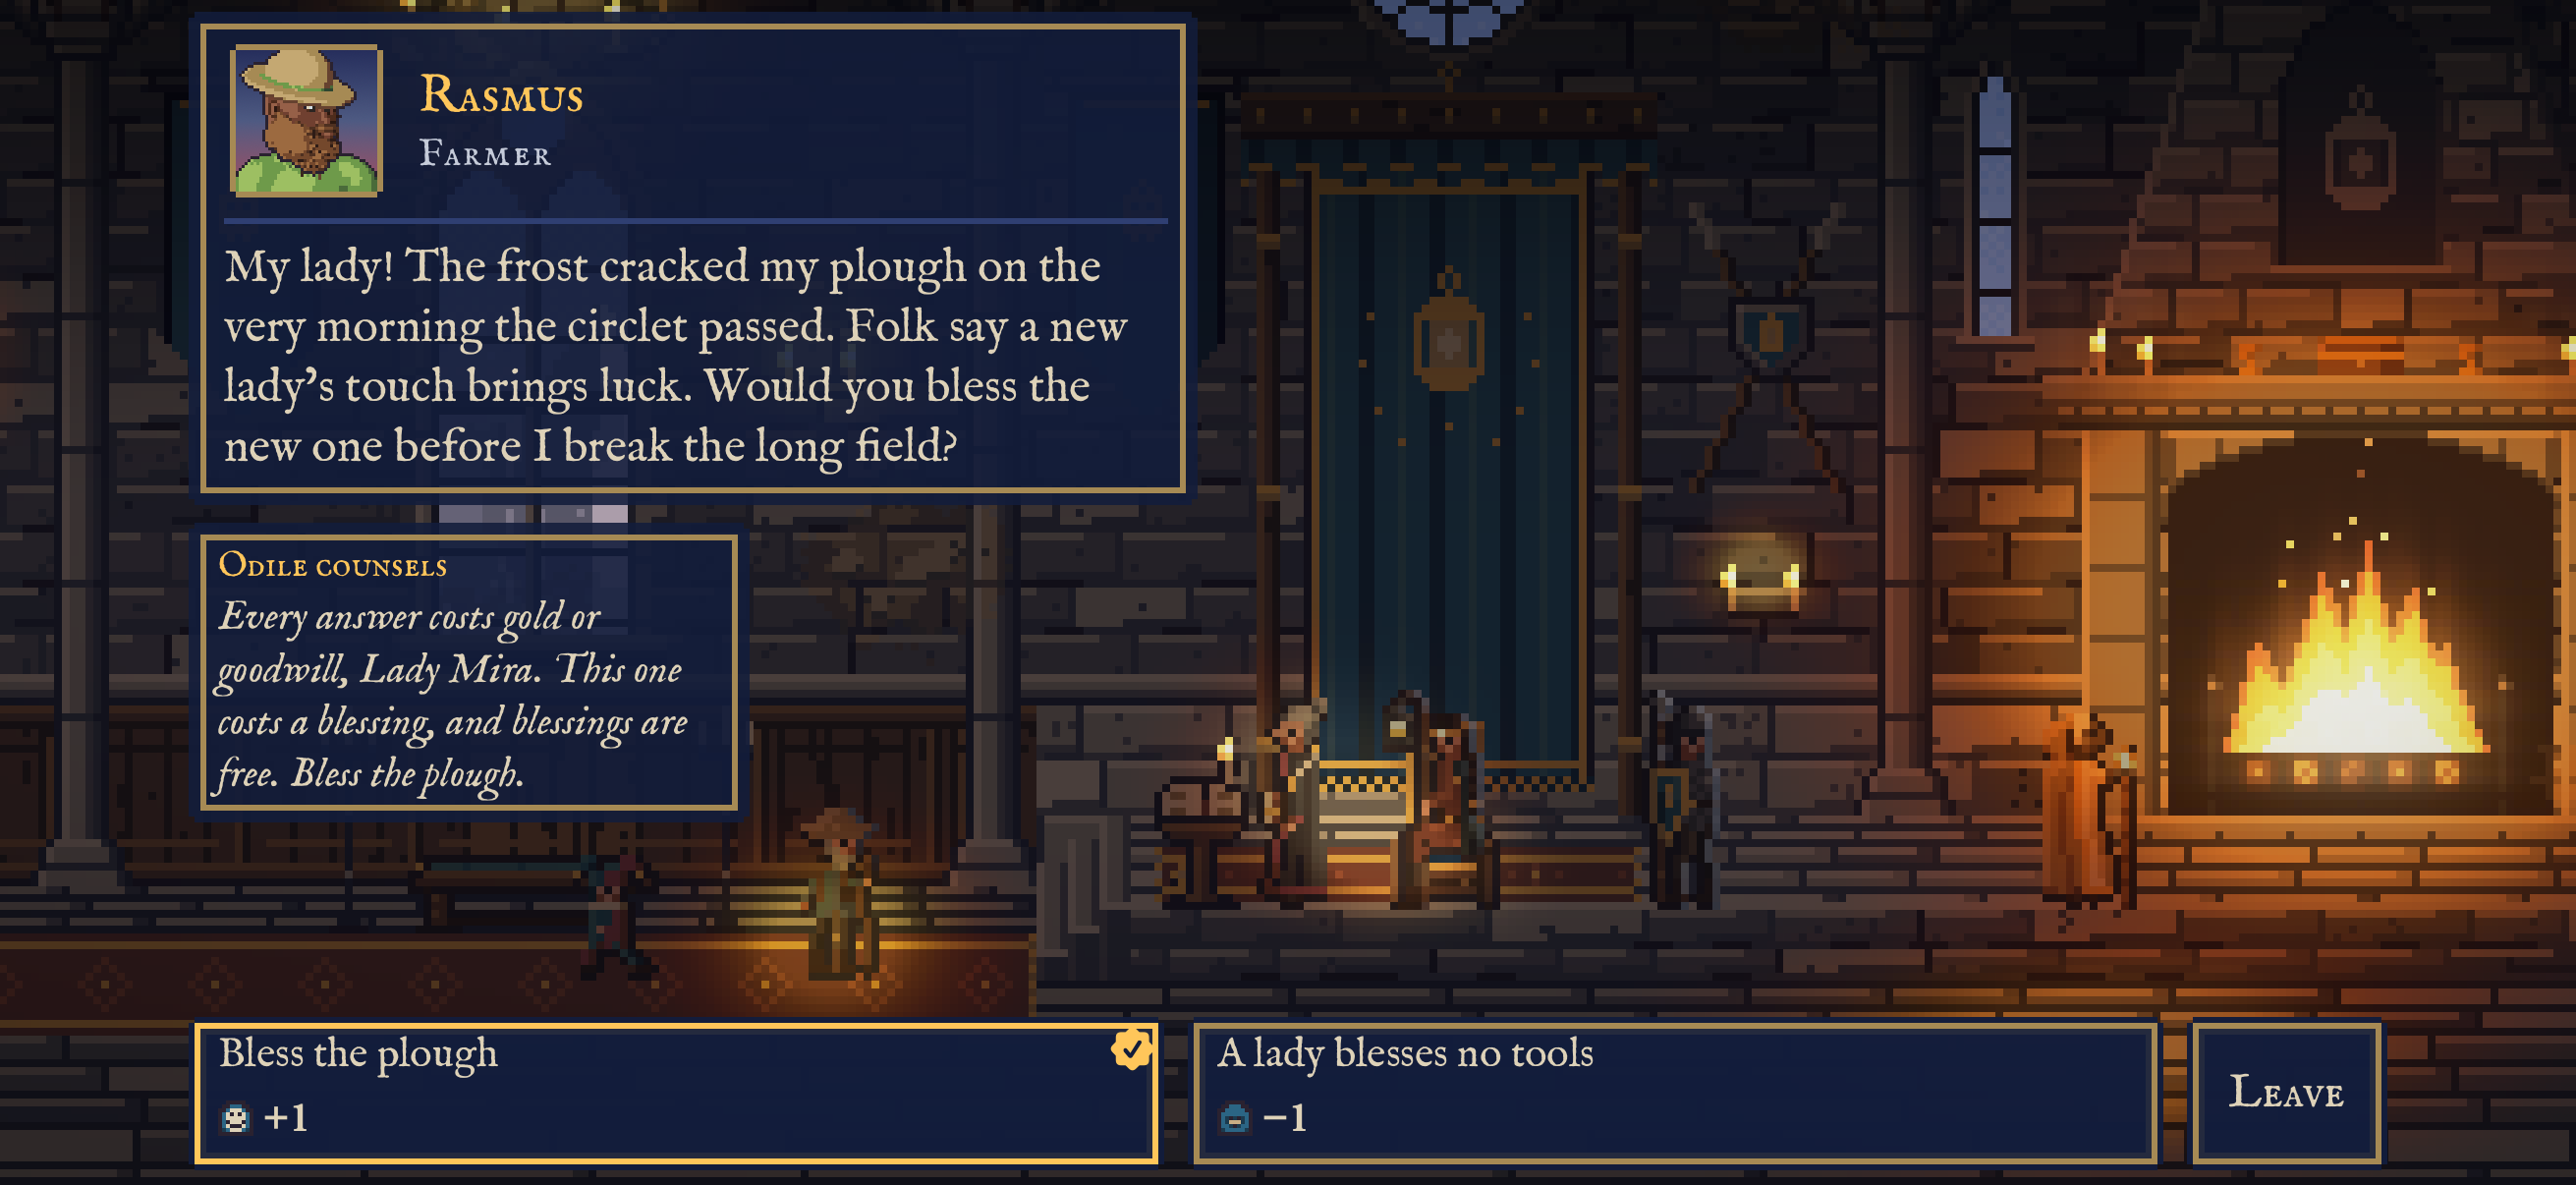 Rasmus
Farmer
My lady! The frost cracked my plough on the
very morning the circlet passed. Folk say a new
lady's touch brings luck. Would you bless the
new one before I break the long field?
Odile counsels
Every answer costs gold or
goodwill, Lady Mira. This one
costs a blessing, and blessings are
free. Bless the plough.
Bless the plough
+1
A lady blesses no tools
−1
Leave